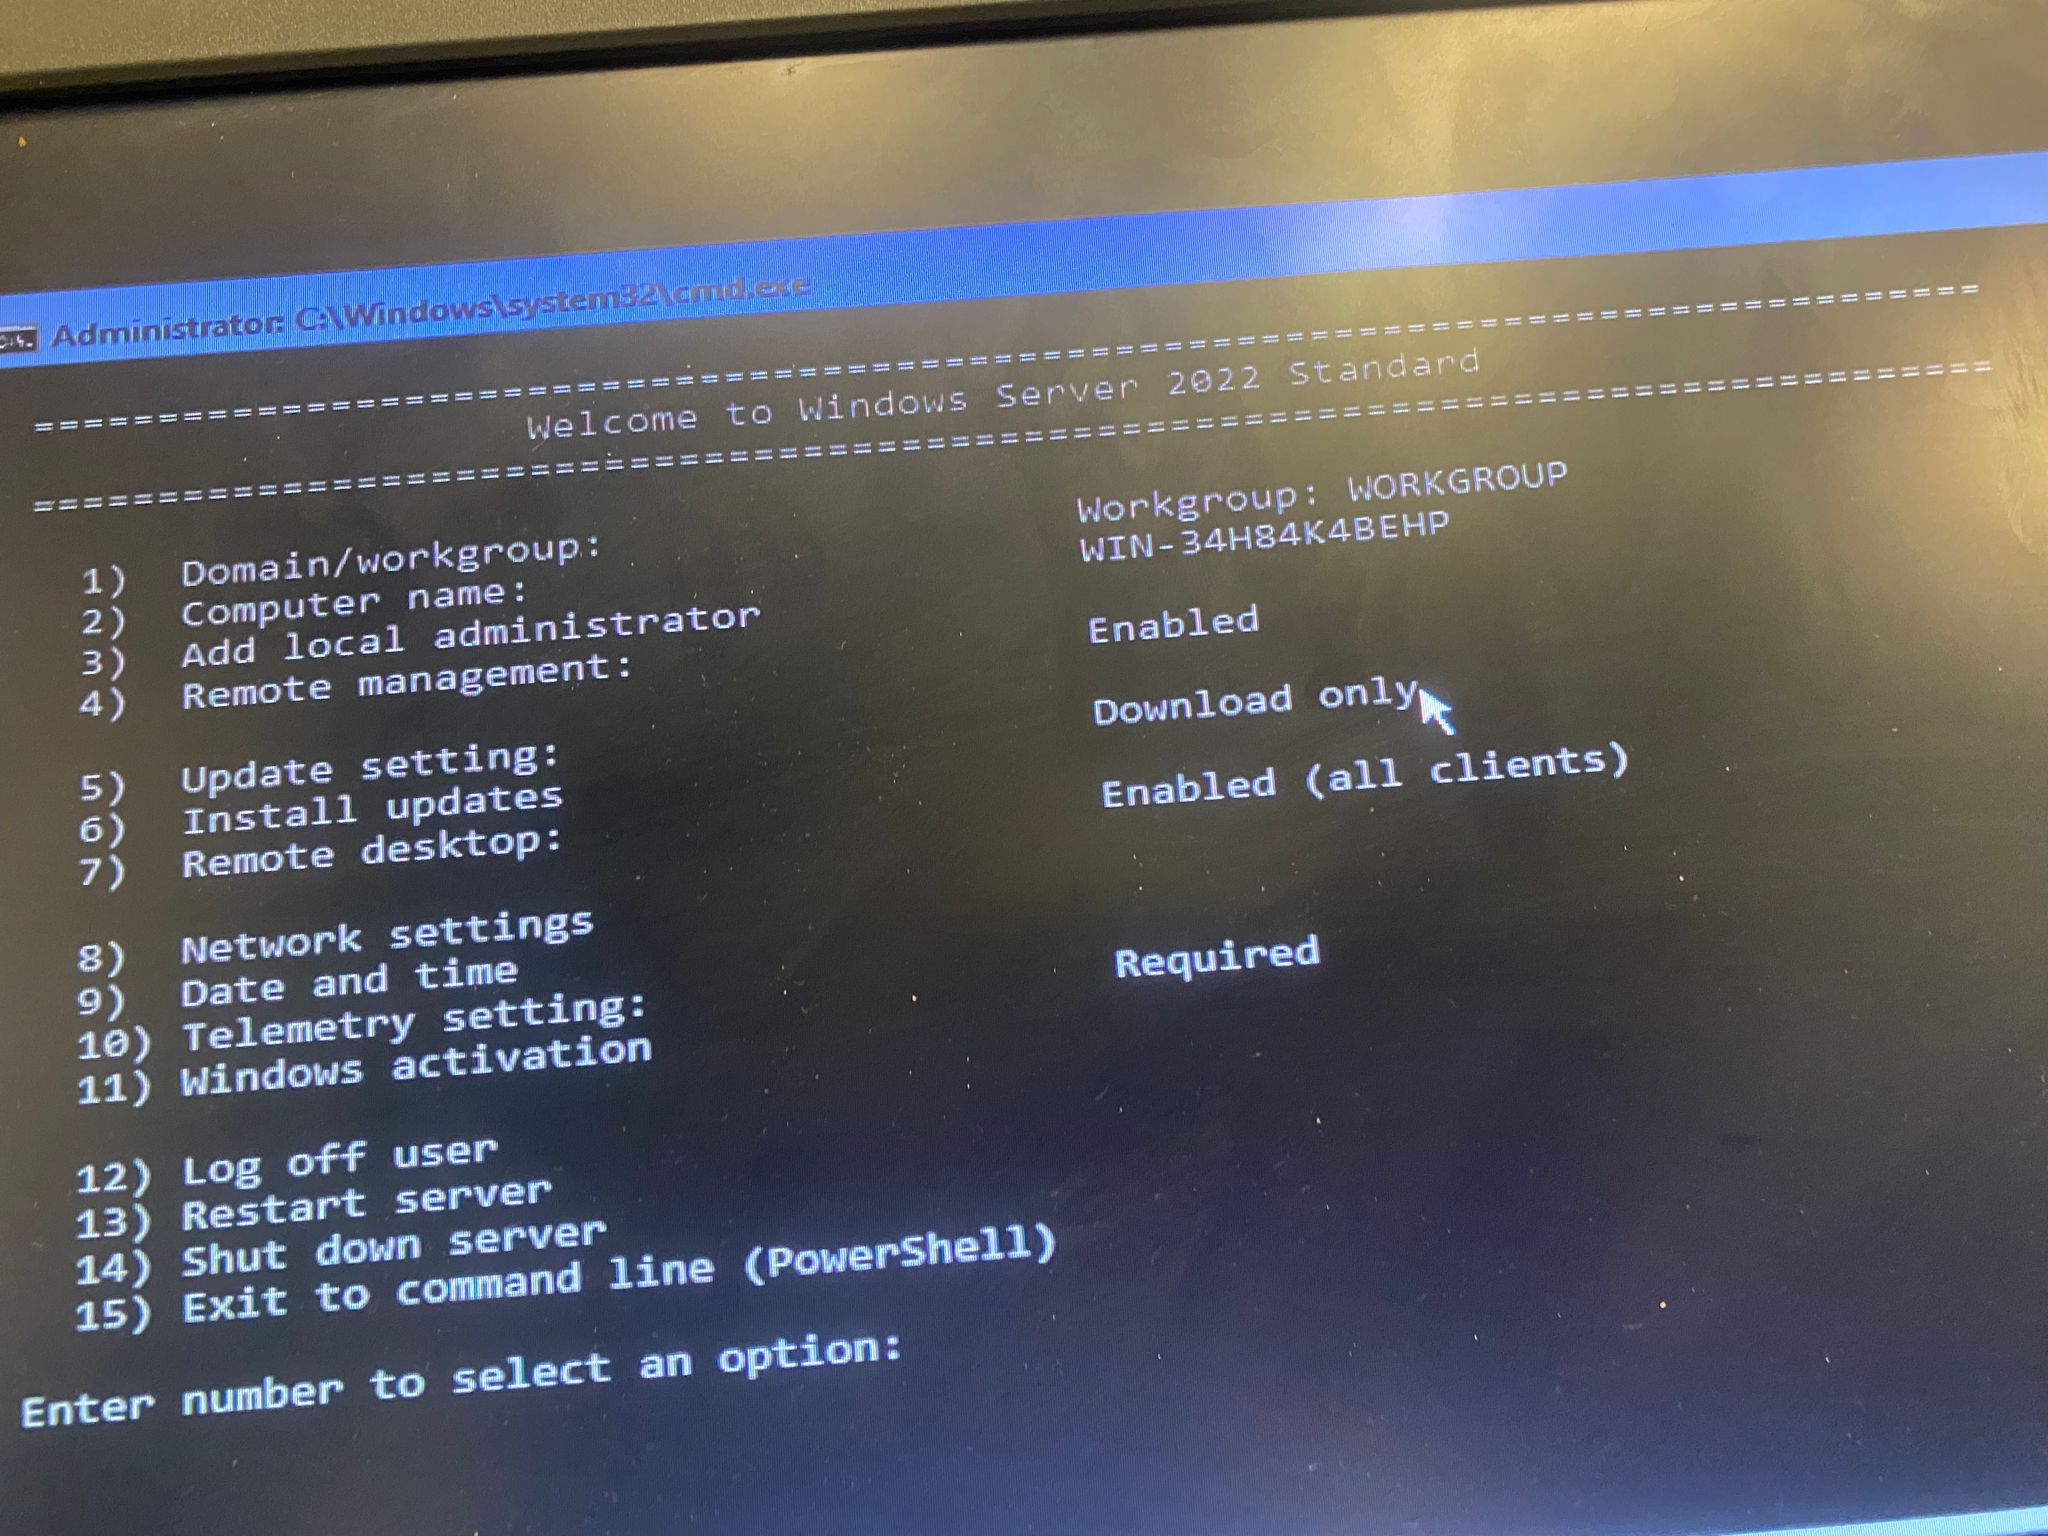 Administrator: C:\Windows\system32\cmd.exe
===============================================================================
Welcome to Windows Server 2022 Standard
===============================================================================
1) Domain/workgroup: Workgroup: WORKGROUP
2) Computer name: WIN-34H84K4BEHP
3) Add local administrator
4) Remote management: Enabled
5) Update setting: Download only
6) Install updates
7) Remote desktop: Enabled (all clients)
8) Network settings
9) Date and time
10) Telemetry setting: Required
11) Windows activation
12) Log off user
13) Restart server
14) Shut down server
15) Exit to command line (PowerShell)
Enter number to select an option: